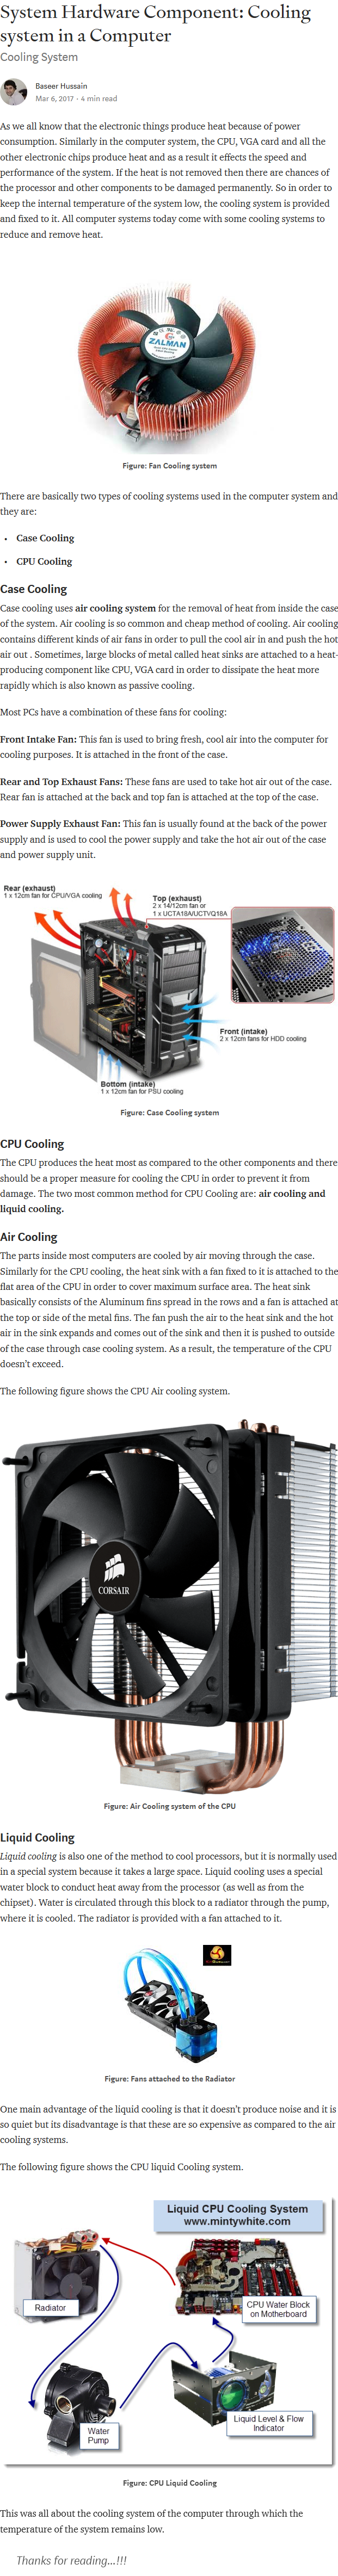 System Hardware Component: Cooling
system in a Computer
Cooling System
Baseer Hussain
Mar 6, 2017 · 4 min read
As we all know that the electronic things produce heat because of power
consumption. Similarly in the computer system, the CPU, VGA card and all the
other electronic chips produce heat and as a result it effects the speed and
performance of the system. If the heat is not removed then there are chances of
the processor and other components to be damaged permanently. So in order to
keep the internal temperature of the system low, the cooling system is provided
and fixed to it. All computer systems today come with some cooling systems to
reduce and remove heat.
ZALMAN
Figure: Fan Cooling system
There are basically two types of cooling systems used in the computer system and
they are:
• Case Cooling
• CPU Cooling
Case Cooling
Case cooling uses air cooling system for the removal of heat from inside the case
of the system. Air cooling is so common and cheap method of cooling. Air cooling
contains different kinds of air fans in order to pull the cool air in and push the hot
air out . Sometimes, large blocks of metal called heat sinks are attached to a heat-
producing component like CPU, VGA card in order to dissipate the heat more
rapidly which is also known as passive cooling.
Most PCs have a combination of these fans for cooling:
Front Intake Fan: This fan is used to bring fresh, cool air into the computer for
cooling purposes. It is attached in the front of the case.
Rear and Top Exhaust Fans: These fans are used to take hot air out of the case.
Rear fan is attached at the back and top fan is attached at the top of the case.
Power Supply Exhaust Fan: This fan is usually found at the back of the power
supply and is used to cool the power supply and take the hot air out of the case
and power supply unit.
Rear (exhaust)
1 x 12cm fan for CPU/VGA cooling
Top (exhaust)
2 x 14/12cm fan or
1 x UCTA18A/UCTVQ18A
Front (intake)
2 x 12cm fans for HDD cooling
Bottom (intake)
1 x 12cm fan for PSU cooling
Figure: Case Cooling system
CPU Cooling
The CPU produces the heat most as compared to the other components and there
should be a proper measure for cooling the CPU in order to prevent it from
damage. The two most common method for CPU Cooling are: air cooling and
liquid cooling.
Air Cooling
The parts inside most computers are cooled by air moving through the case.
Similarly for the CPU cooling, the heat sink with a fan fixed to it is attached to the
flat area of the CPU in order to cover maximum surface area. The heat sink
basically consists of the Aluminum fins spread in the rows and a fan is attached at
the top or side of the metal fins. The fan push the air to the heat sink and the hot
air in the sink expands and comes out of the sink and then it is pushed to outside
of the case through case cooling system. As a result, the temperature of the CPU
doesn't exceed.
The following figure shows the CPU Air cooling system.
CORSAIR
Figure: Air Cooling system of the CPU
Liquid Cooling
Liquid cooling is also one of the method to cool processors, but it is normally used
in a special system because it takes a large space. Liquid cooling uses a special
water block to conduct heat away from the processor (as well as from the
chipset). Water is circulated through this block to a radiator through the pump,
where it is cooled. The radiator is provided with a fan attached to it.
Figure: Fans attached to the Radiator
One main advantage of the liquid cooling is that it doesn't produce noise and it is
so quiet but its disadvantage is that these are so expensive as compared to the air
cooling systems.
The following figure shows the CPU liquid Cooling system.
Liquid CPU Cooling System
www.mintywhite.com
Radiator
CPU Water Block
on Motherboard
Water
Pump
Liquid Level & Flow
Indicator
Figure: CPU Liquid Cooling
This was all about the cooling system of the computer through which the
temperature of the system remains low.
Thanks for reading...!!!